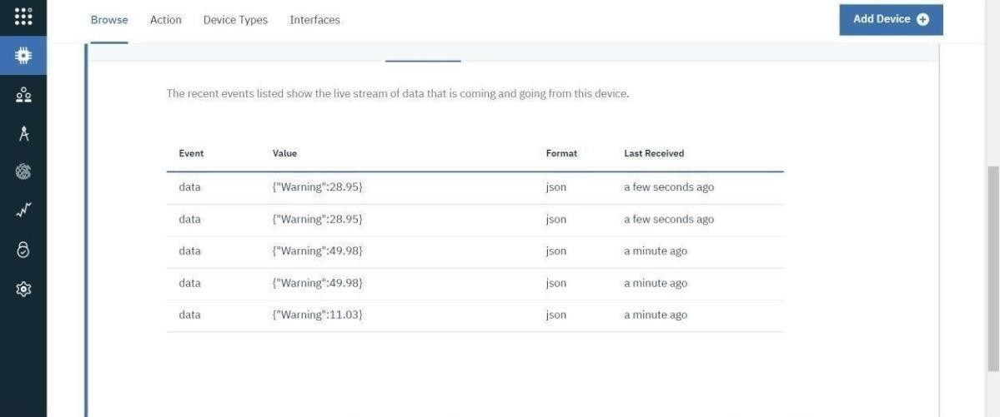 Browse Action Device Types Interfaces Add Device
The recent events listed show the live stream of data that is coming and going from this device.
Event Value Format Last Received
data {"Warning":28.95} json a few seconds ago
data {"Warning":28.95} json a few seconds ago
data {"Warning":49.98} json a minute ago
data {"Warning":49.98} json a minute ago
data {"Warning":11.03} json a minute ago